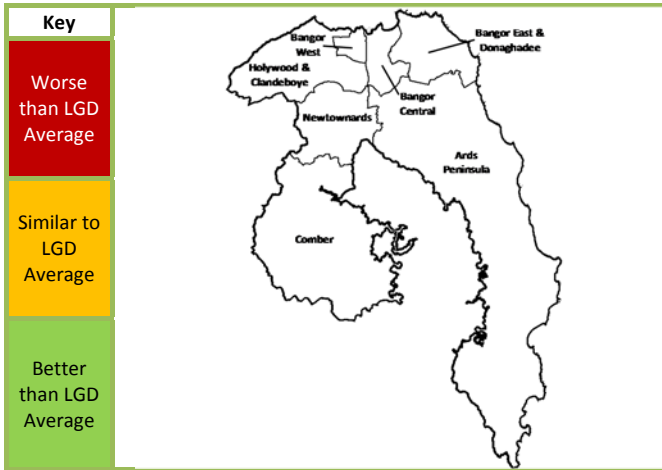 Key
Worse
than LGD
Average
Similar to
LGD
Average
Better
than LGD
Average
Bangor
West
Bangor East &
Donaghadee
Holywood &
Clandeboye
Bangor
Central
Newtownards
Ards
Peninsula
Comber